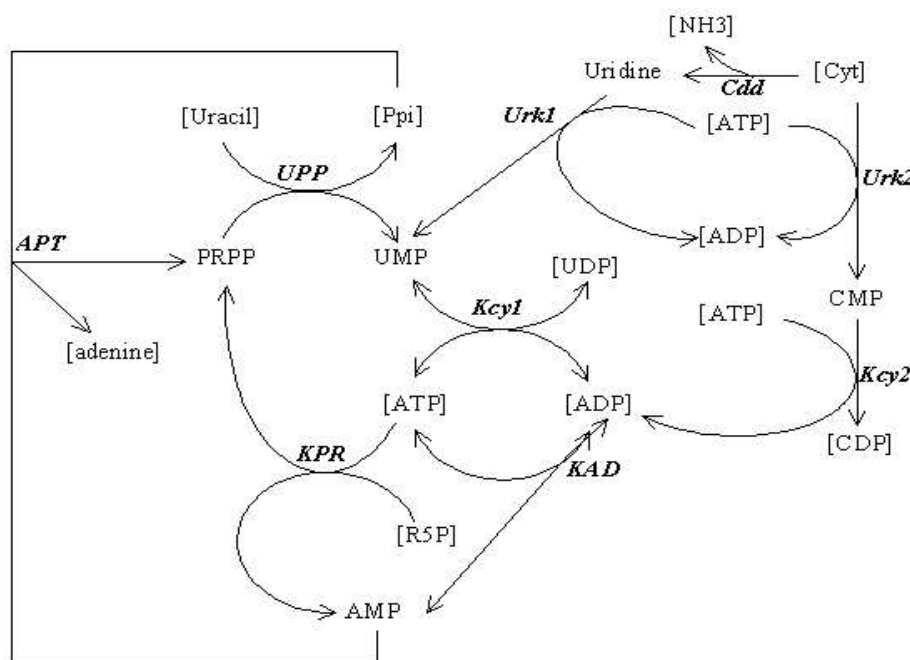 [NH3]
Uridine
[Cyt]
Cdd
[Uracil]
[Ppi]
Urk1
[ATP]
UPP
Urk2
APT
PRPP
UMP
[ADP]
[UDP]
CMP
Kcy1
[ATP]
[adenine]
Kcy2
[ATP]
[ADP]
[CDP]
KPR
KAD
[R5P]
AMP